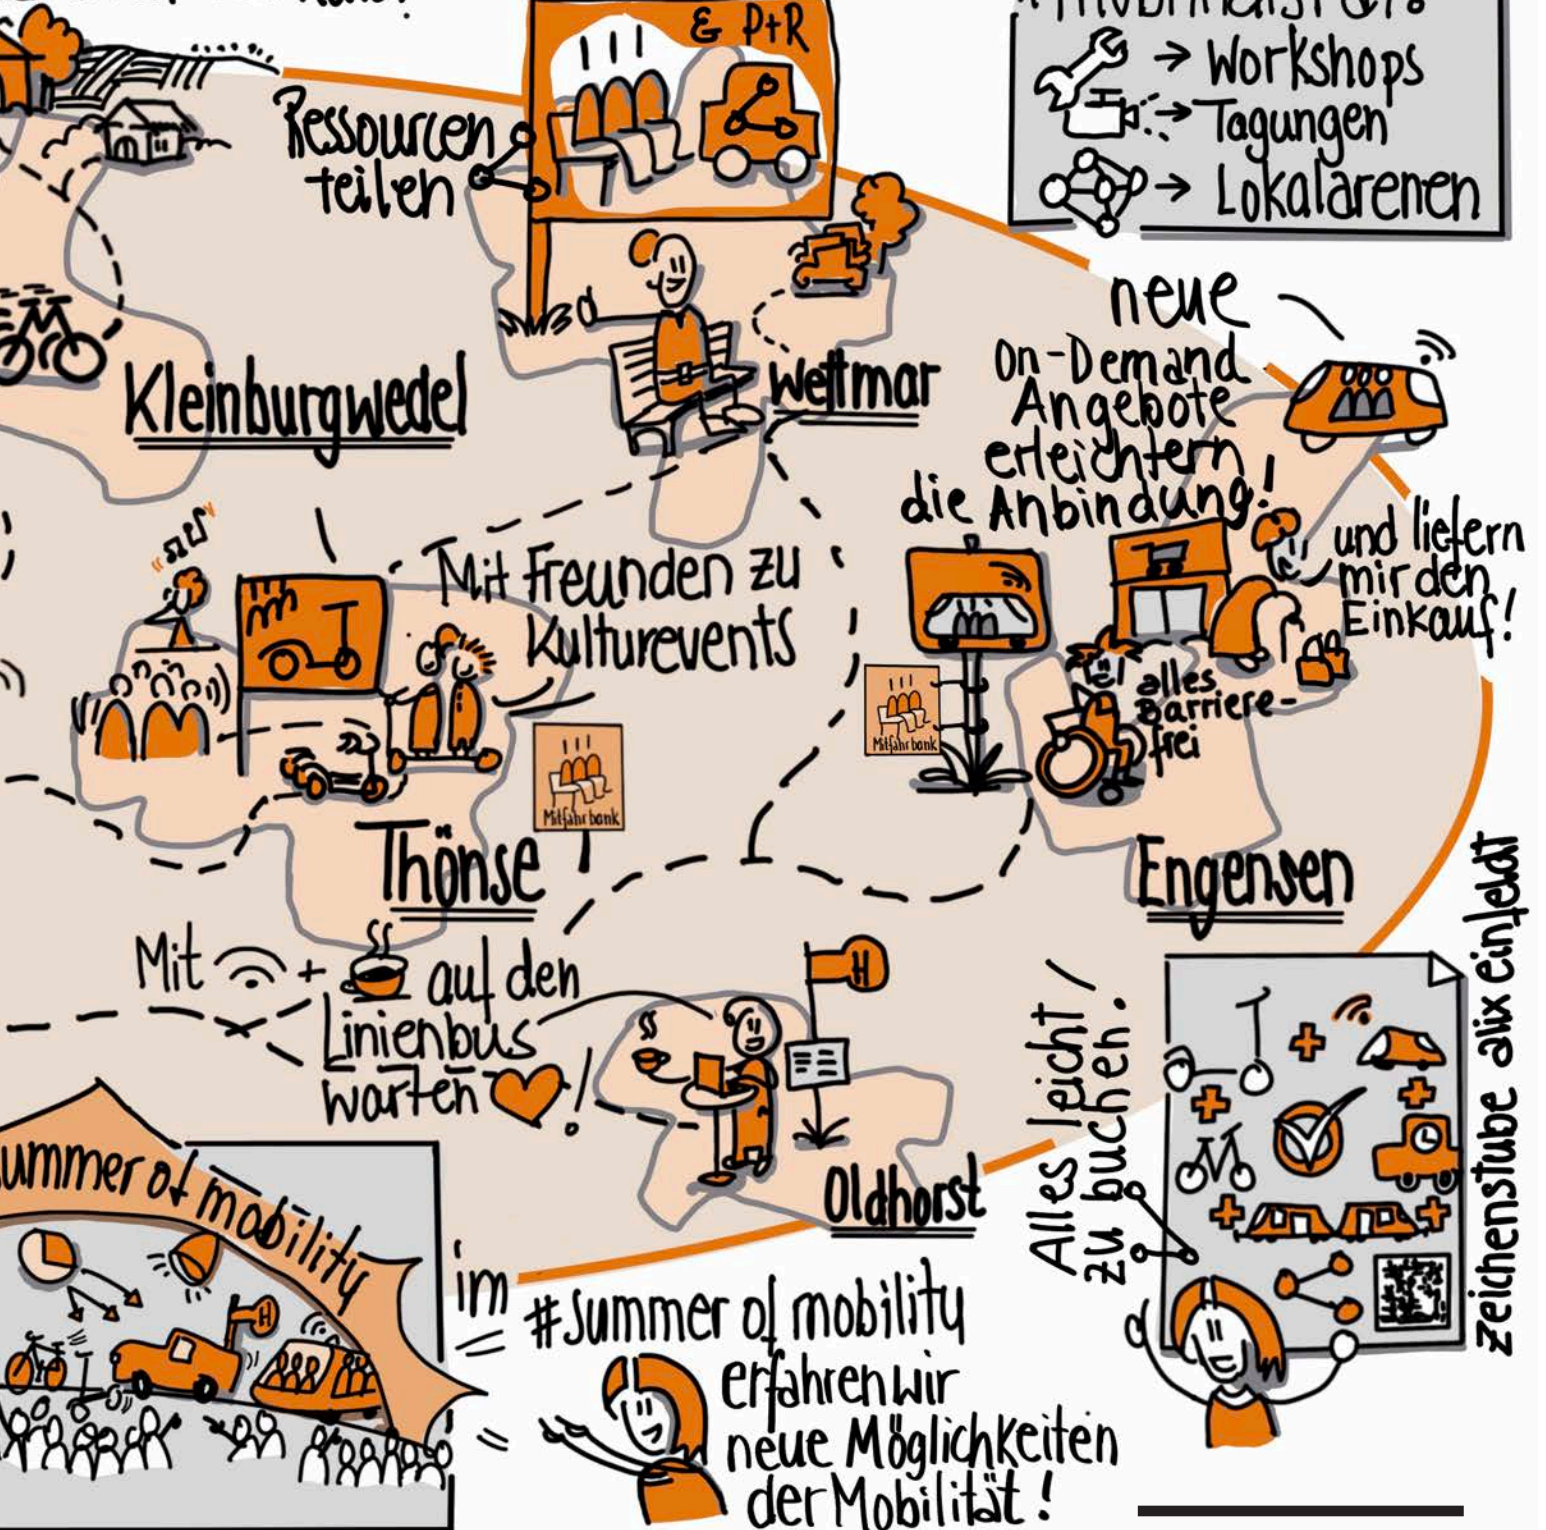 & P+R
Ressourcen
teilen
→ Workshops
→ Tagungen
→ Lokalarenen
Kleinburgwedel
Wettmar
neue
On-Demand
Angebote
erleichtern
die Anbindung!
und liefern
mir den
Einkauf!
Mit Freunden zu
Kulturevents
alles
Barriere-
frei
Mitfahrbank
Mitfahrbank
Thönse
Engensen
Mit + auf den
Linienbus
warten !
H
Oldhorst
Alles leicht
zu buchen!
zeichenstube alix einfeldt
summer of mobility
H
im
#summer of mobility
erfahren wir
neue Möglichkeiten
der Mobilität!